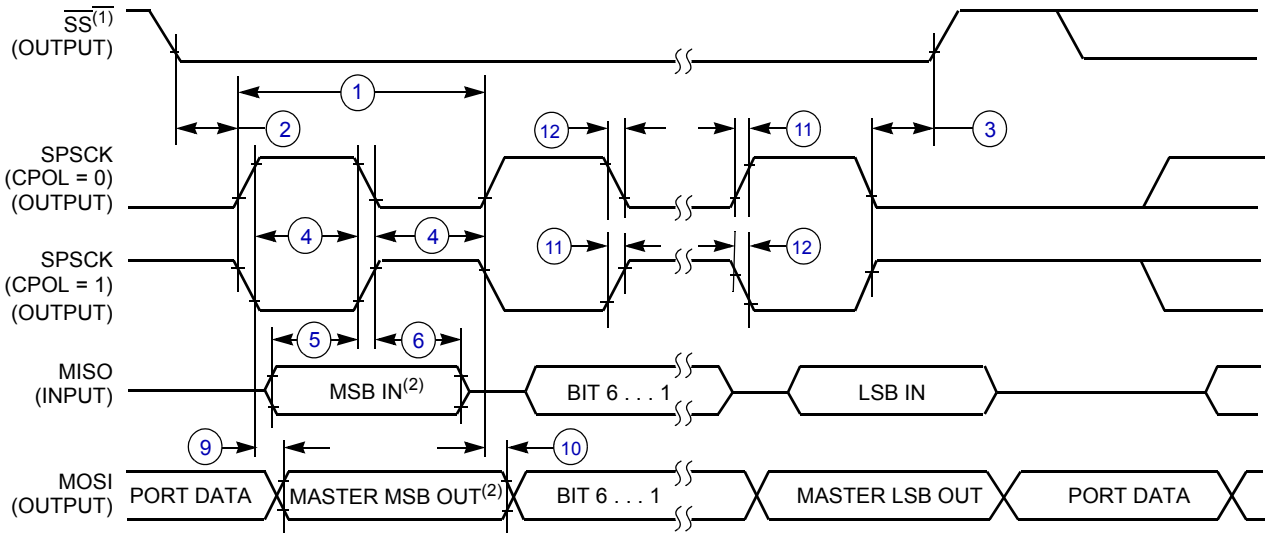 SS(1)
(OUTPUT)
1
2
12
11
3
SPSCK
(CPOL = 0)
(OUTPUT)
4
4
11
12
SPSCK
(CPOL = 1)
(OUTPUT)
5
6
MISO
(INPUT)
MSB IN(2)
BIT 6 . . . 1
LSB IN
9
10
MOSI
(OUTPUT)
PORT DATA
MASTER MSB OUT(2)
BIT 6 . . . 1
MASTER LSB OUT
PORT DATA